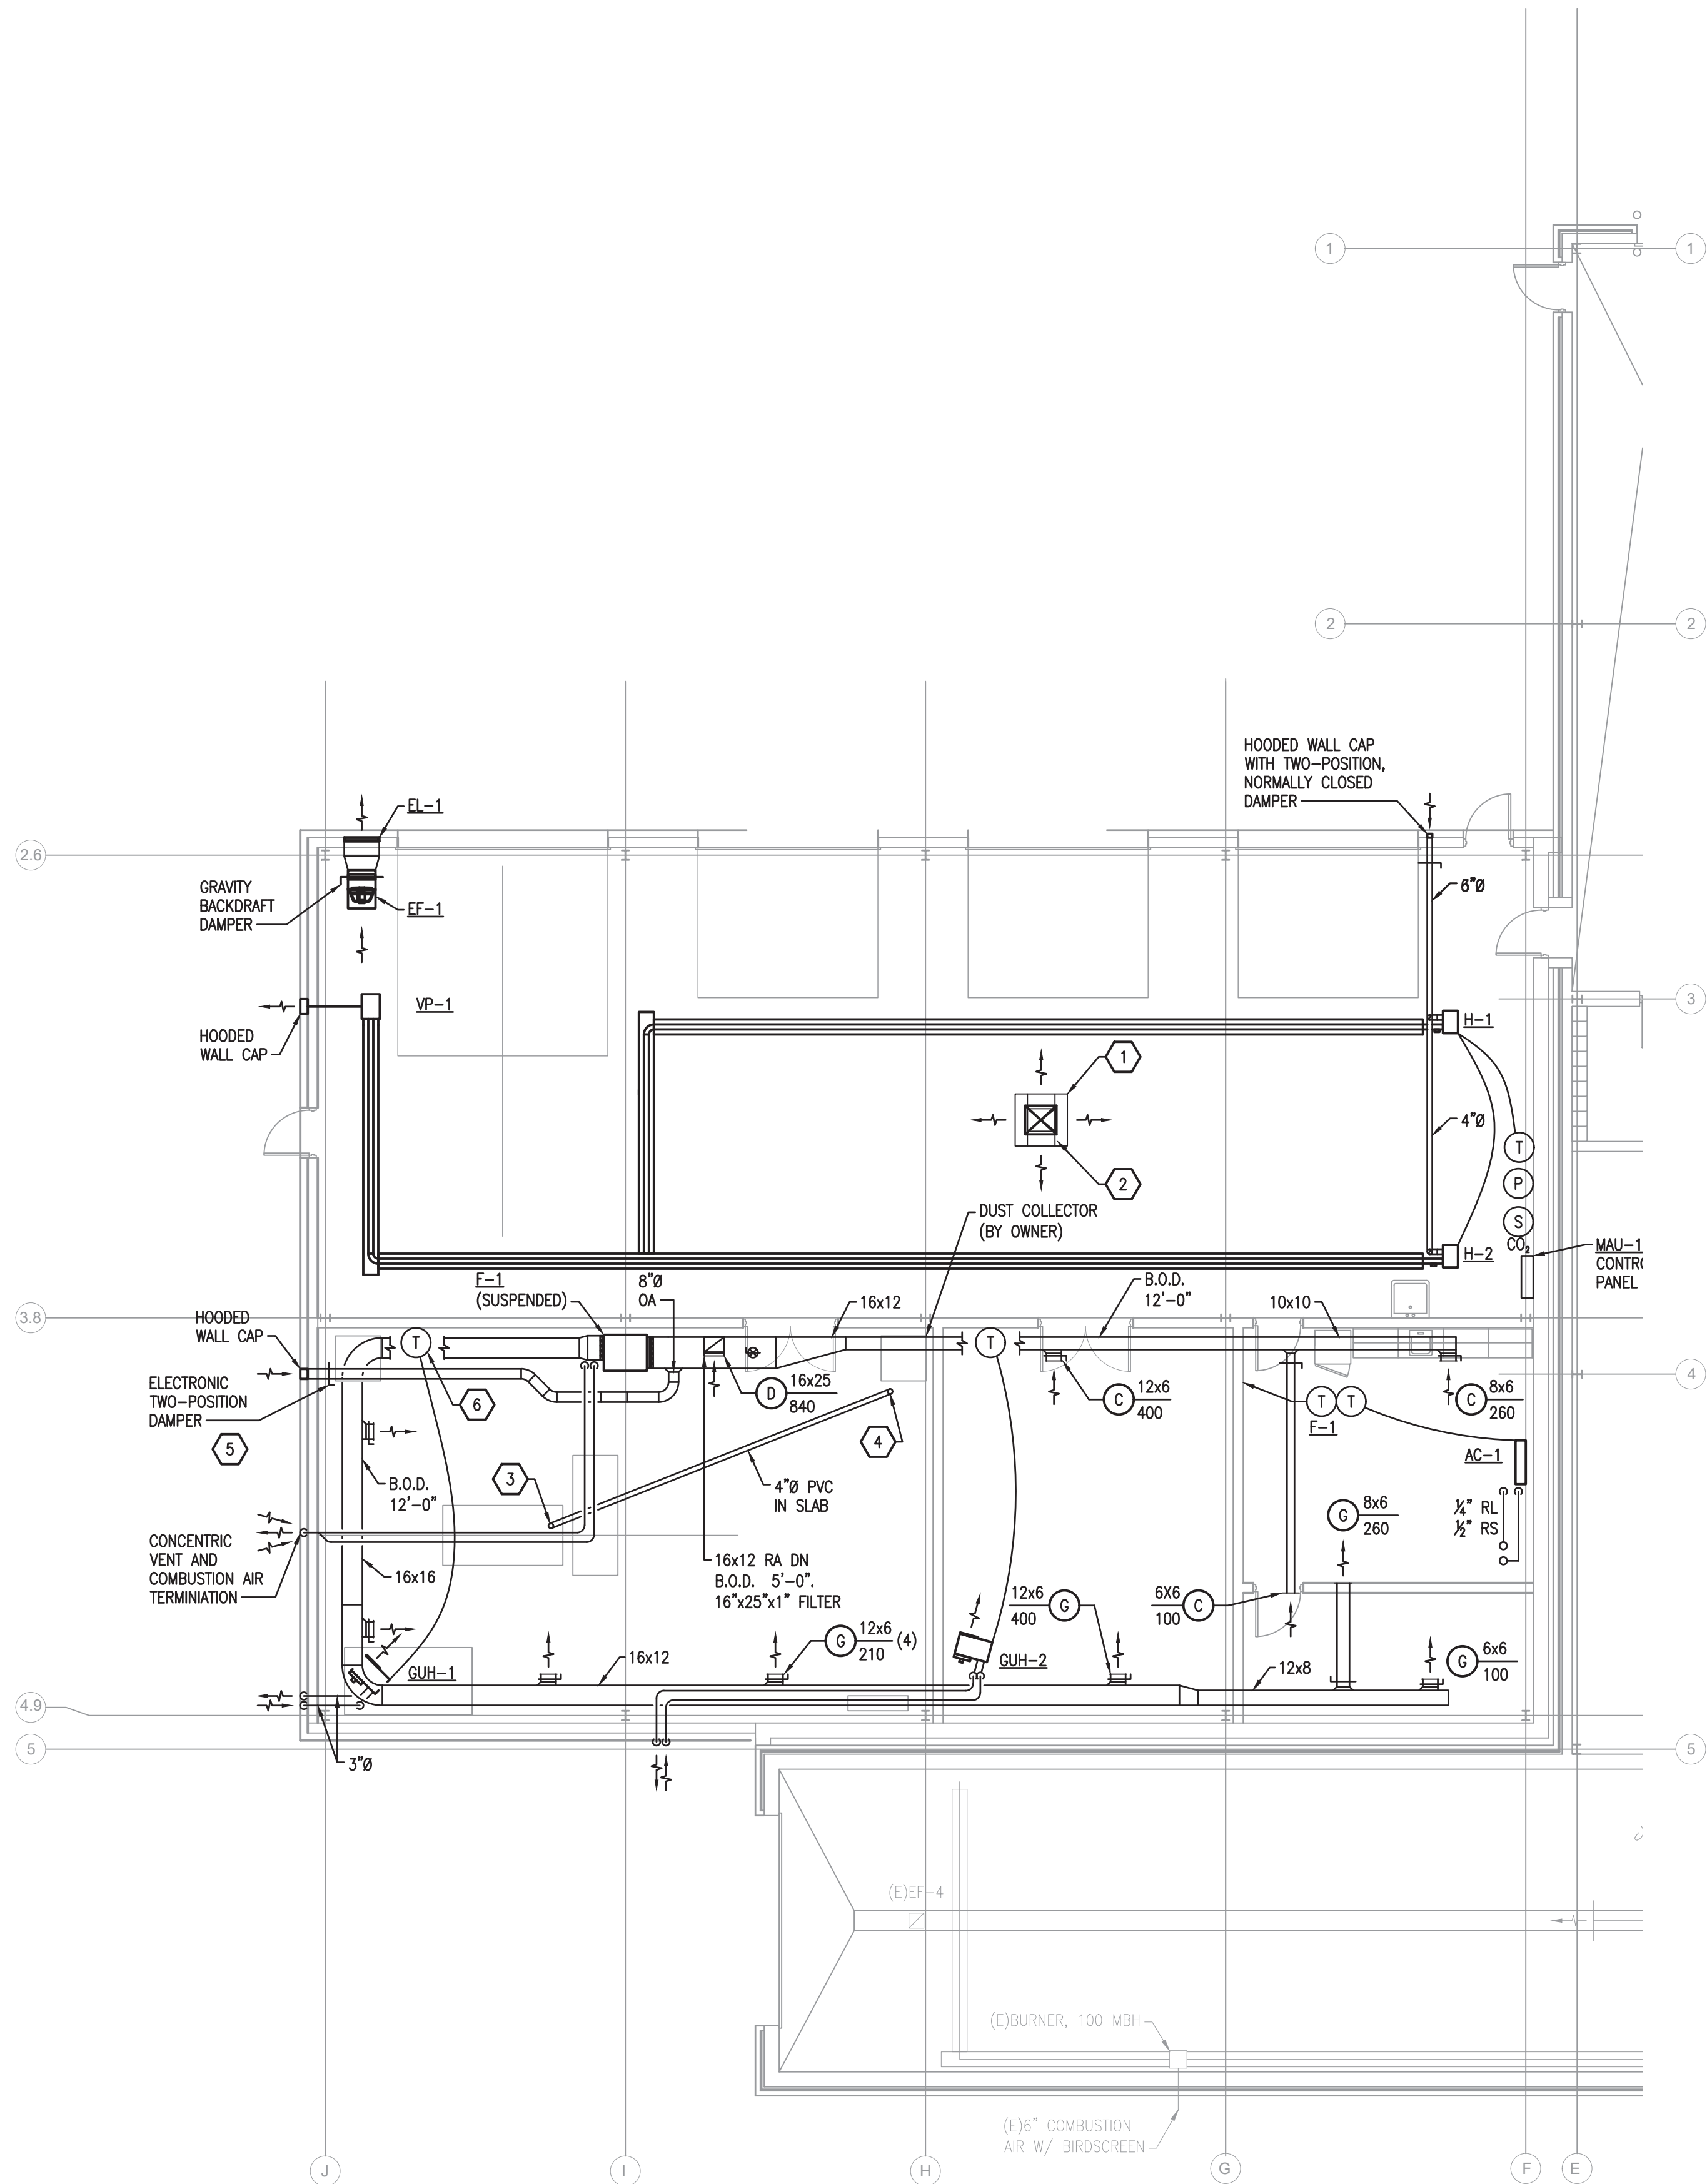 1
1
2
2
HOODED WALL CAP
WITH TWO-POSITION,
NORMALLY CLOSED
DAMPER
EL-1
2.6
GRAVITY
BACKDRAFT
DAMPER
EF-1
6"Ø
VP-1
3
HOODED
WALL CAP
H-1
1
4"Ø
T
P
S
CO₂
2
DUST COLLECTOR
(BY OWNER)
H-2
MAU-1
PANEL
F-1
(SUSPENDED)
8"Ø
OA
B.O.D.
12'-0"
16x12
10x10
3.8
HOODED
WALL CAP
T
T
4
ELECTRONIC
TWO-POSITION
DAMPER
5
6
D
16x25
840
C
12x6
400
T
T
F-1
C
8x6
260
4
3
AC-1
B.O.D.
12'-0"
4"Ø PVC
IN SLAB
G
8x6
260
¼" RL
½" RS
CONCENTRIC
VENT AND
COMBUSTION AIR
TERMINIATION
16x16
16x12 RA DN
B.O.D. 5'-0".
16"x25"x1" FILTER
12x6
400
G
6X6
100
C
G
12x6
210
(4)
GUH-1
16x12
GUH-2
12x8
G
6x6
100
4.9
5
5
3"Ø
(E)EF-4
(E)BURNER, 100 MBH
(E)6" COMBUSTION
AIR W/ BIRDSCREEN
J
I
H
G
F
E